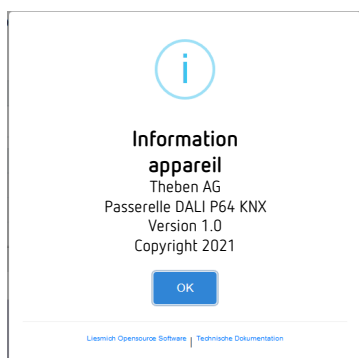 i
Information
appareil
Theben AG
Passerelle DALI P64 KNX
Version 1.0
Copyright 2021
OK
Liesmich Opensource Software | Technische Dokumentation